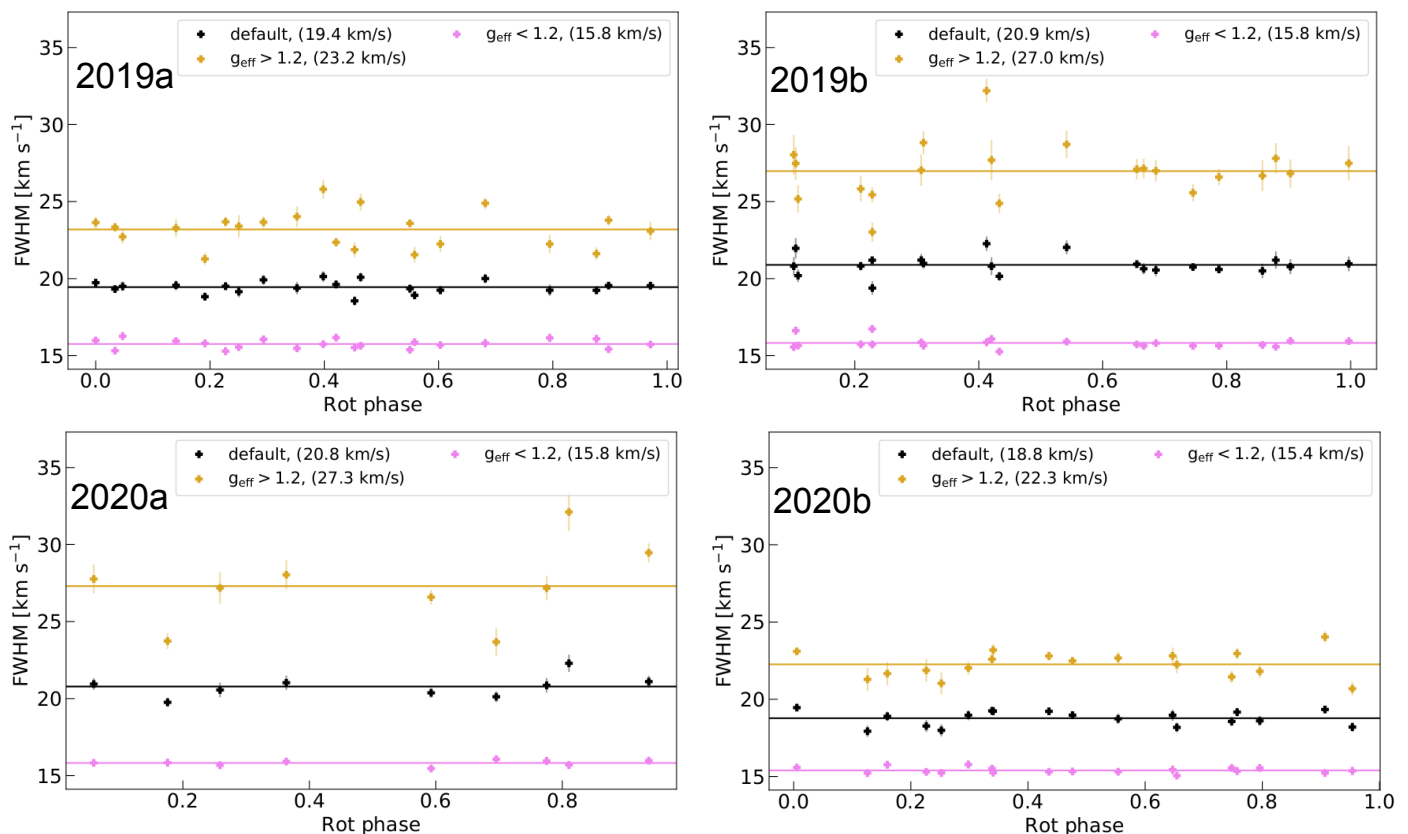 2019a
default, (19.4 km/s)
g_eff > 1.2, (23.2 km/s)
g_eff < 1.2, (15.8 km/s)
FWHM [km s⁻¹]
35
30
25
20
15
0.0 0.2 0.4 0.6 0.8 1.0
Rot phase
2019b
default, (20.9 km/s)
g_eff > 1.2, (27.0 km/s)
g_eff < 1.2, (15.8 km/s)
FWHM [km s⁻¹]
35
30
25
20
15
0.2 0.4 0.6 0.8 1.0
Rot phase
2020a
default, (20.8 km/s)
g_eff > 1.2, (27.3 km/s)
g_eff < 1.2, (15.8 km/s)
FWHM [km s⁻¹]
35
30
25
20
15
0.2 0.4 0.6 0.8
Rot phase
2020b
default, (18.8 km/s)
g_eff > 1.2, (22.3 km/s)
g_eff < 1.2, (15.4 km/s)
FWHM [km s⁻¹]
35
30
25
20
15
0.0 0.2 0.4 0.6 0.8 1.0
Rot phase